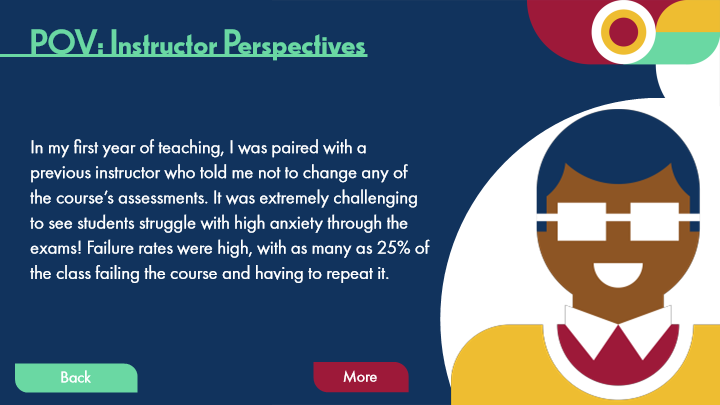 POV: Instructor Perspectives
In my first year of teaching, I was paired with a
previous instructor who told me not to change any of
the course’s assessments. It was extremely challenging
to see students struggle with high anxiety through the
exams! Failure rates were high, with as many as 25% of
the class failing the course and having to repeat it.
Back
More